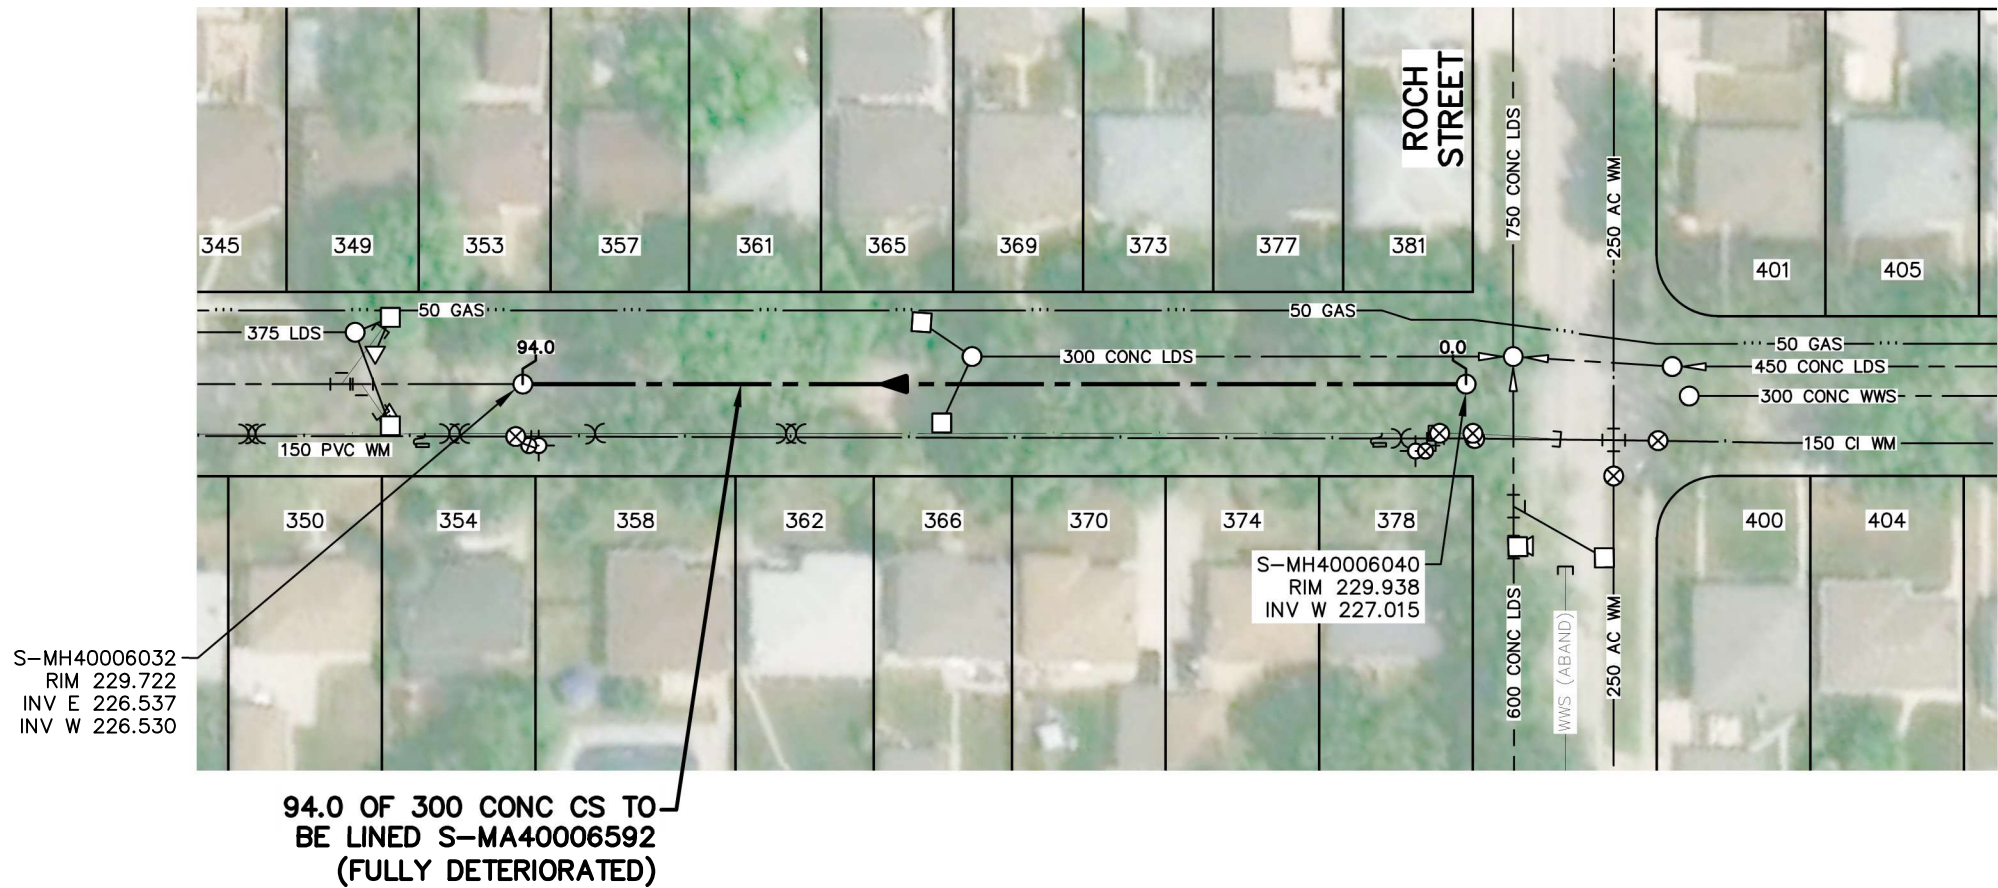 ROCH
STREET
750 CONC LDS
250 AC WM
345
349
353
357
361
365
369
373
377
381
401
405
50 GAS
50 GAS
375 LDS
94.0
300 CONC LDS
0.0
50 GAS
450 CONC LDS
300 CONC WWS
150 PVC WM
150 CI WM
350
354
358
362
366
370
374
378
400
404
S-MH40006040
RIM 229.938
INV W 227.015
600 CONC LDS
WWS (ABAND)
250 AC WM
S-MH40006032
RIM 229.722
INV E 226.537
INV W 226.530
94.0 OF 300 CONC CS TO
BE LINED S-MA40006592
(FULLY DETERIORATED)